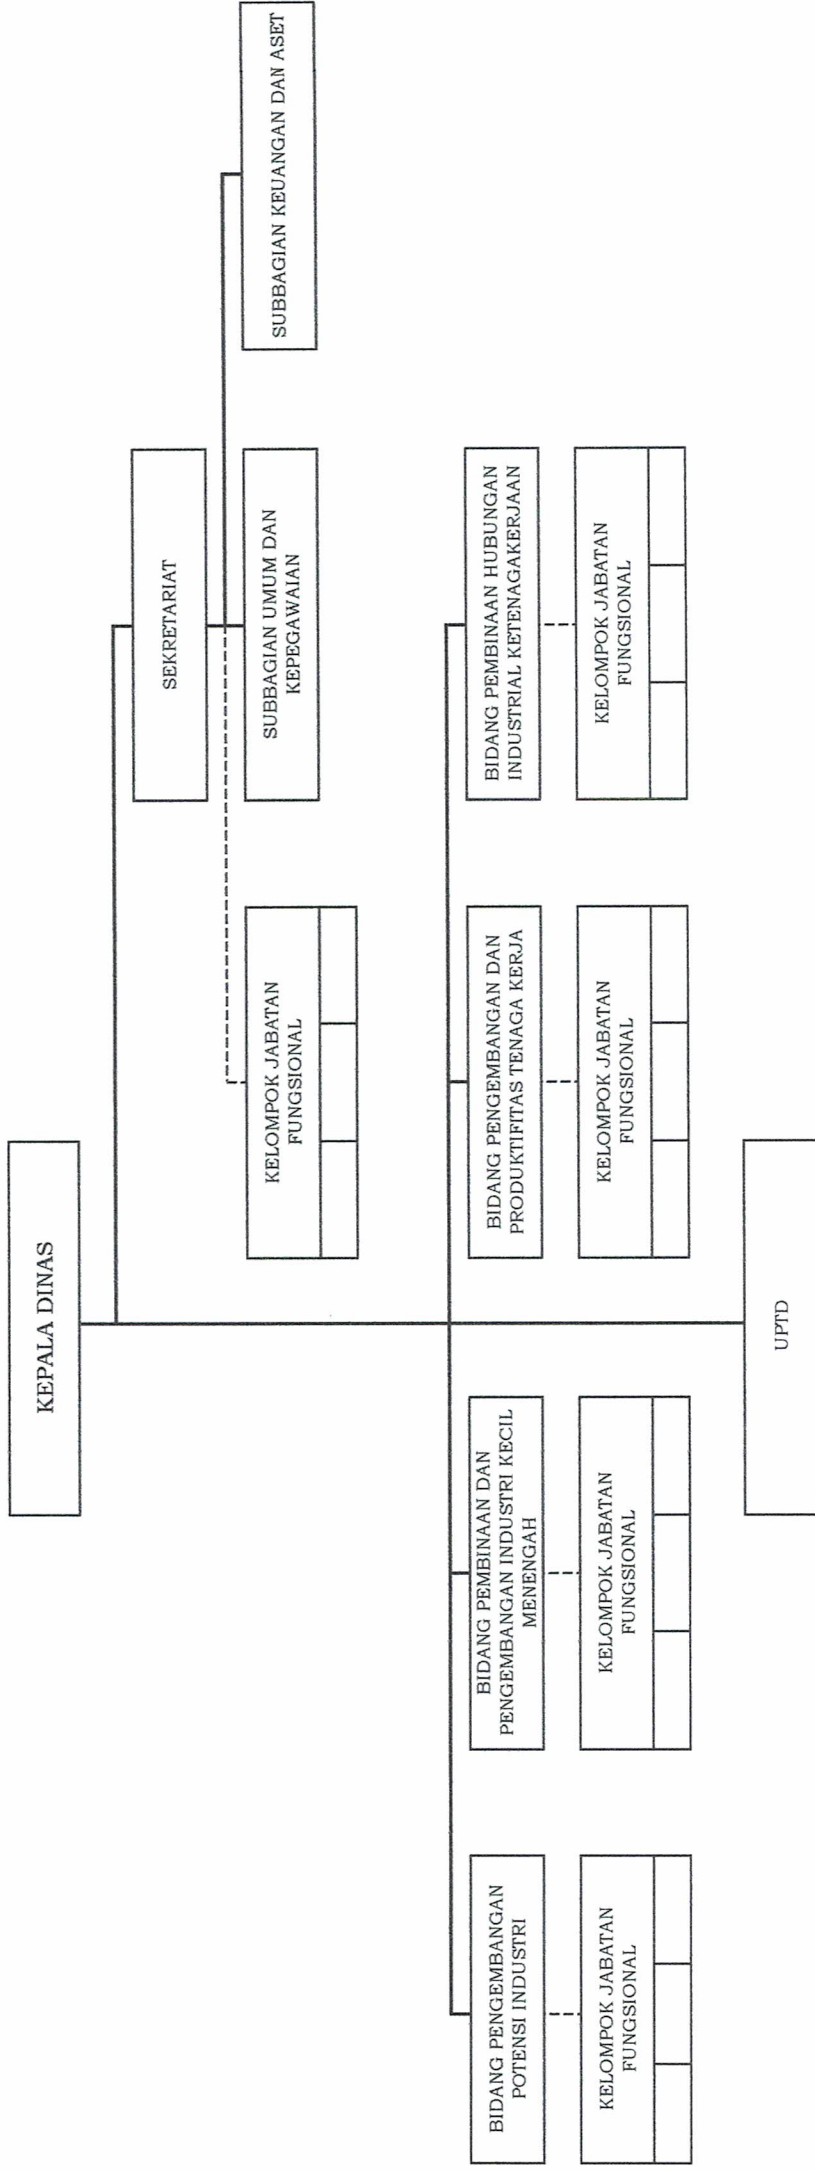 KEPALA DINAS
SEKRETARIAT
KELOMPOK JABATAN
FUNGSIONAL
SUBBAGIAN UMUM DAN
KEPEGAWAIAN
SUBBAGIAN KEUANGAN DAN ASET
BIDANG PENGEMBANGAN
POTENSI INDUSTRI
BIDANG PEMBINAAN DAN
PENGEMBANGAN INDUSTRI KECIL
MENENGAH
BIDANG PENGEMBANGAN DAN
PRODUKTIFITAS TENAGA KERJA
BIDANG PEMBINAAN HUBUNGAN
INDUSTRIAL KETENAGAKERJAAN
KELOMPOK JABATAN
FUNGSIONAL
KELOMPOK JABATAN
FUNGSIONAL
KELOMPOK JABATAN
FUNGSIONAL
KELOMPOK JABATAN
FUNGSIONAL
UPTD